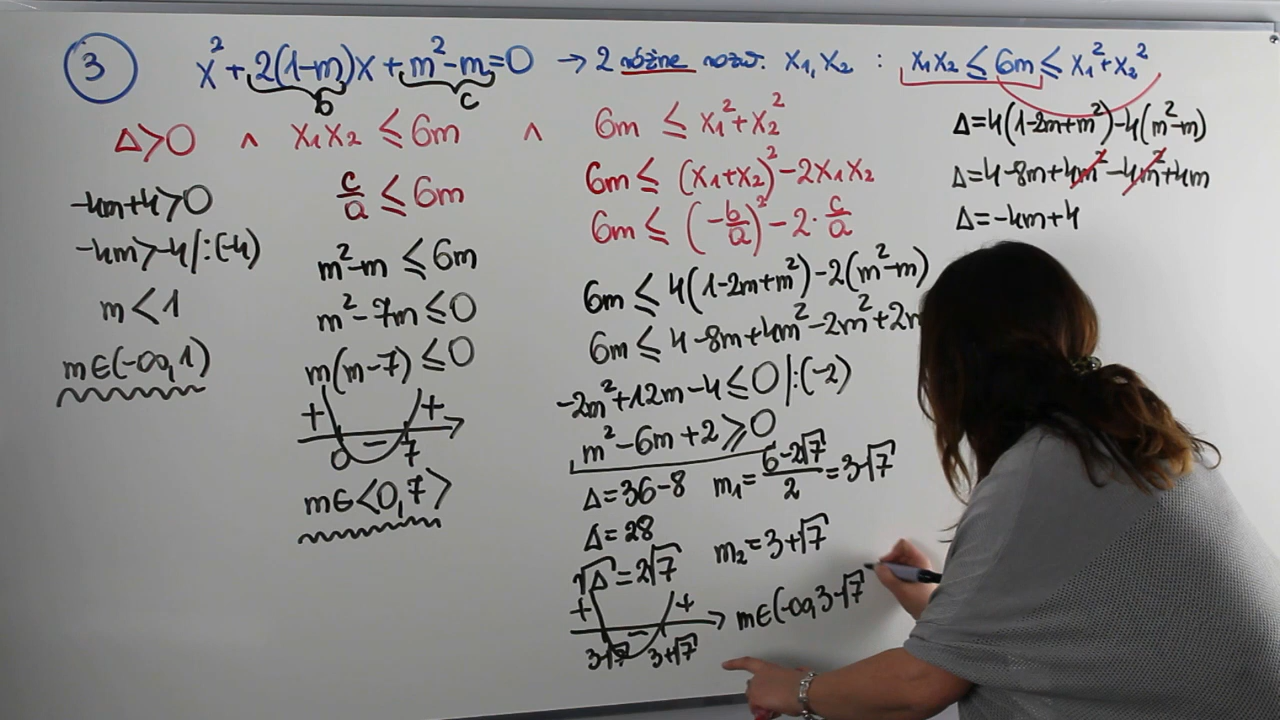 3 x²+2(1-m)x+m²-m=0 → 2 różne rozw. x₁,x₂ : x₁x₂ ≤ 6m ≤ x₁²+x₂²
b c
Δ>0 ∧ x₁x₂ ≤ 6m ∧ 6m ≤ x₁²+x₂²
-4m+4>0
-4m>-4/:(-4)
m<1
m∈(-∞,1)
c/a ≤ 6m
m²-m ≤ 6m
m²-7m ≤ 0
m(m-7) ≤ 0
+ - +
0 7
m∈<0,7>
6m ≤ (x₁+x₂)²-2x₁x₂
6m ≤ (-b/a)²-2·c/a
6m ≤ 4(1-2m+m²)-2(m²-m)
6m ≤ 4-8m+4m²-2m²+2m
-2m²+12m-4 ≤ 0/:(-2)
m²-6m+2 ≥ 0
Δ=36-8 m₁=(6-2√7)/2=3-√7
Δ=28
√Δ=2√7 m₂=3+√7
+ - +
3-√7 3+√7
m∈(-∞,3-√7
Δ=4(1-2m+m²)-4(m²-m)
Δ=4-8m+4m²-4m²+4m
Δ=-4m+4